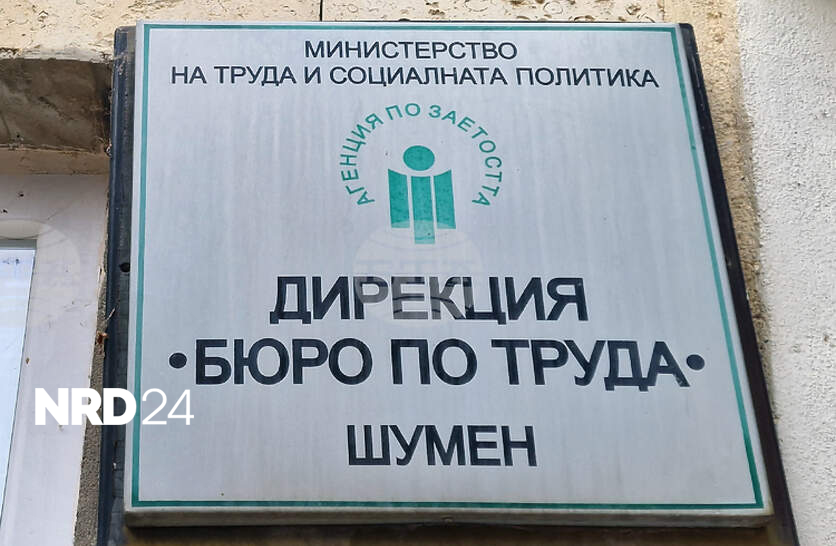 МИНИСТЕРСТВО
НА ТРУДА И СОЦИАЛНАТА ПОЛИТИКА
АГЕНЦИЯ ПО ЗАЕТОСТТА
ДИРЕКЦИЯ
•БЮРО ПО ТРУДА•
ШУМЕН
NRD24